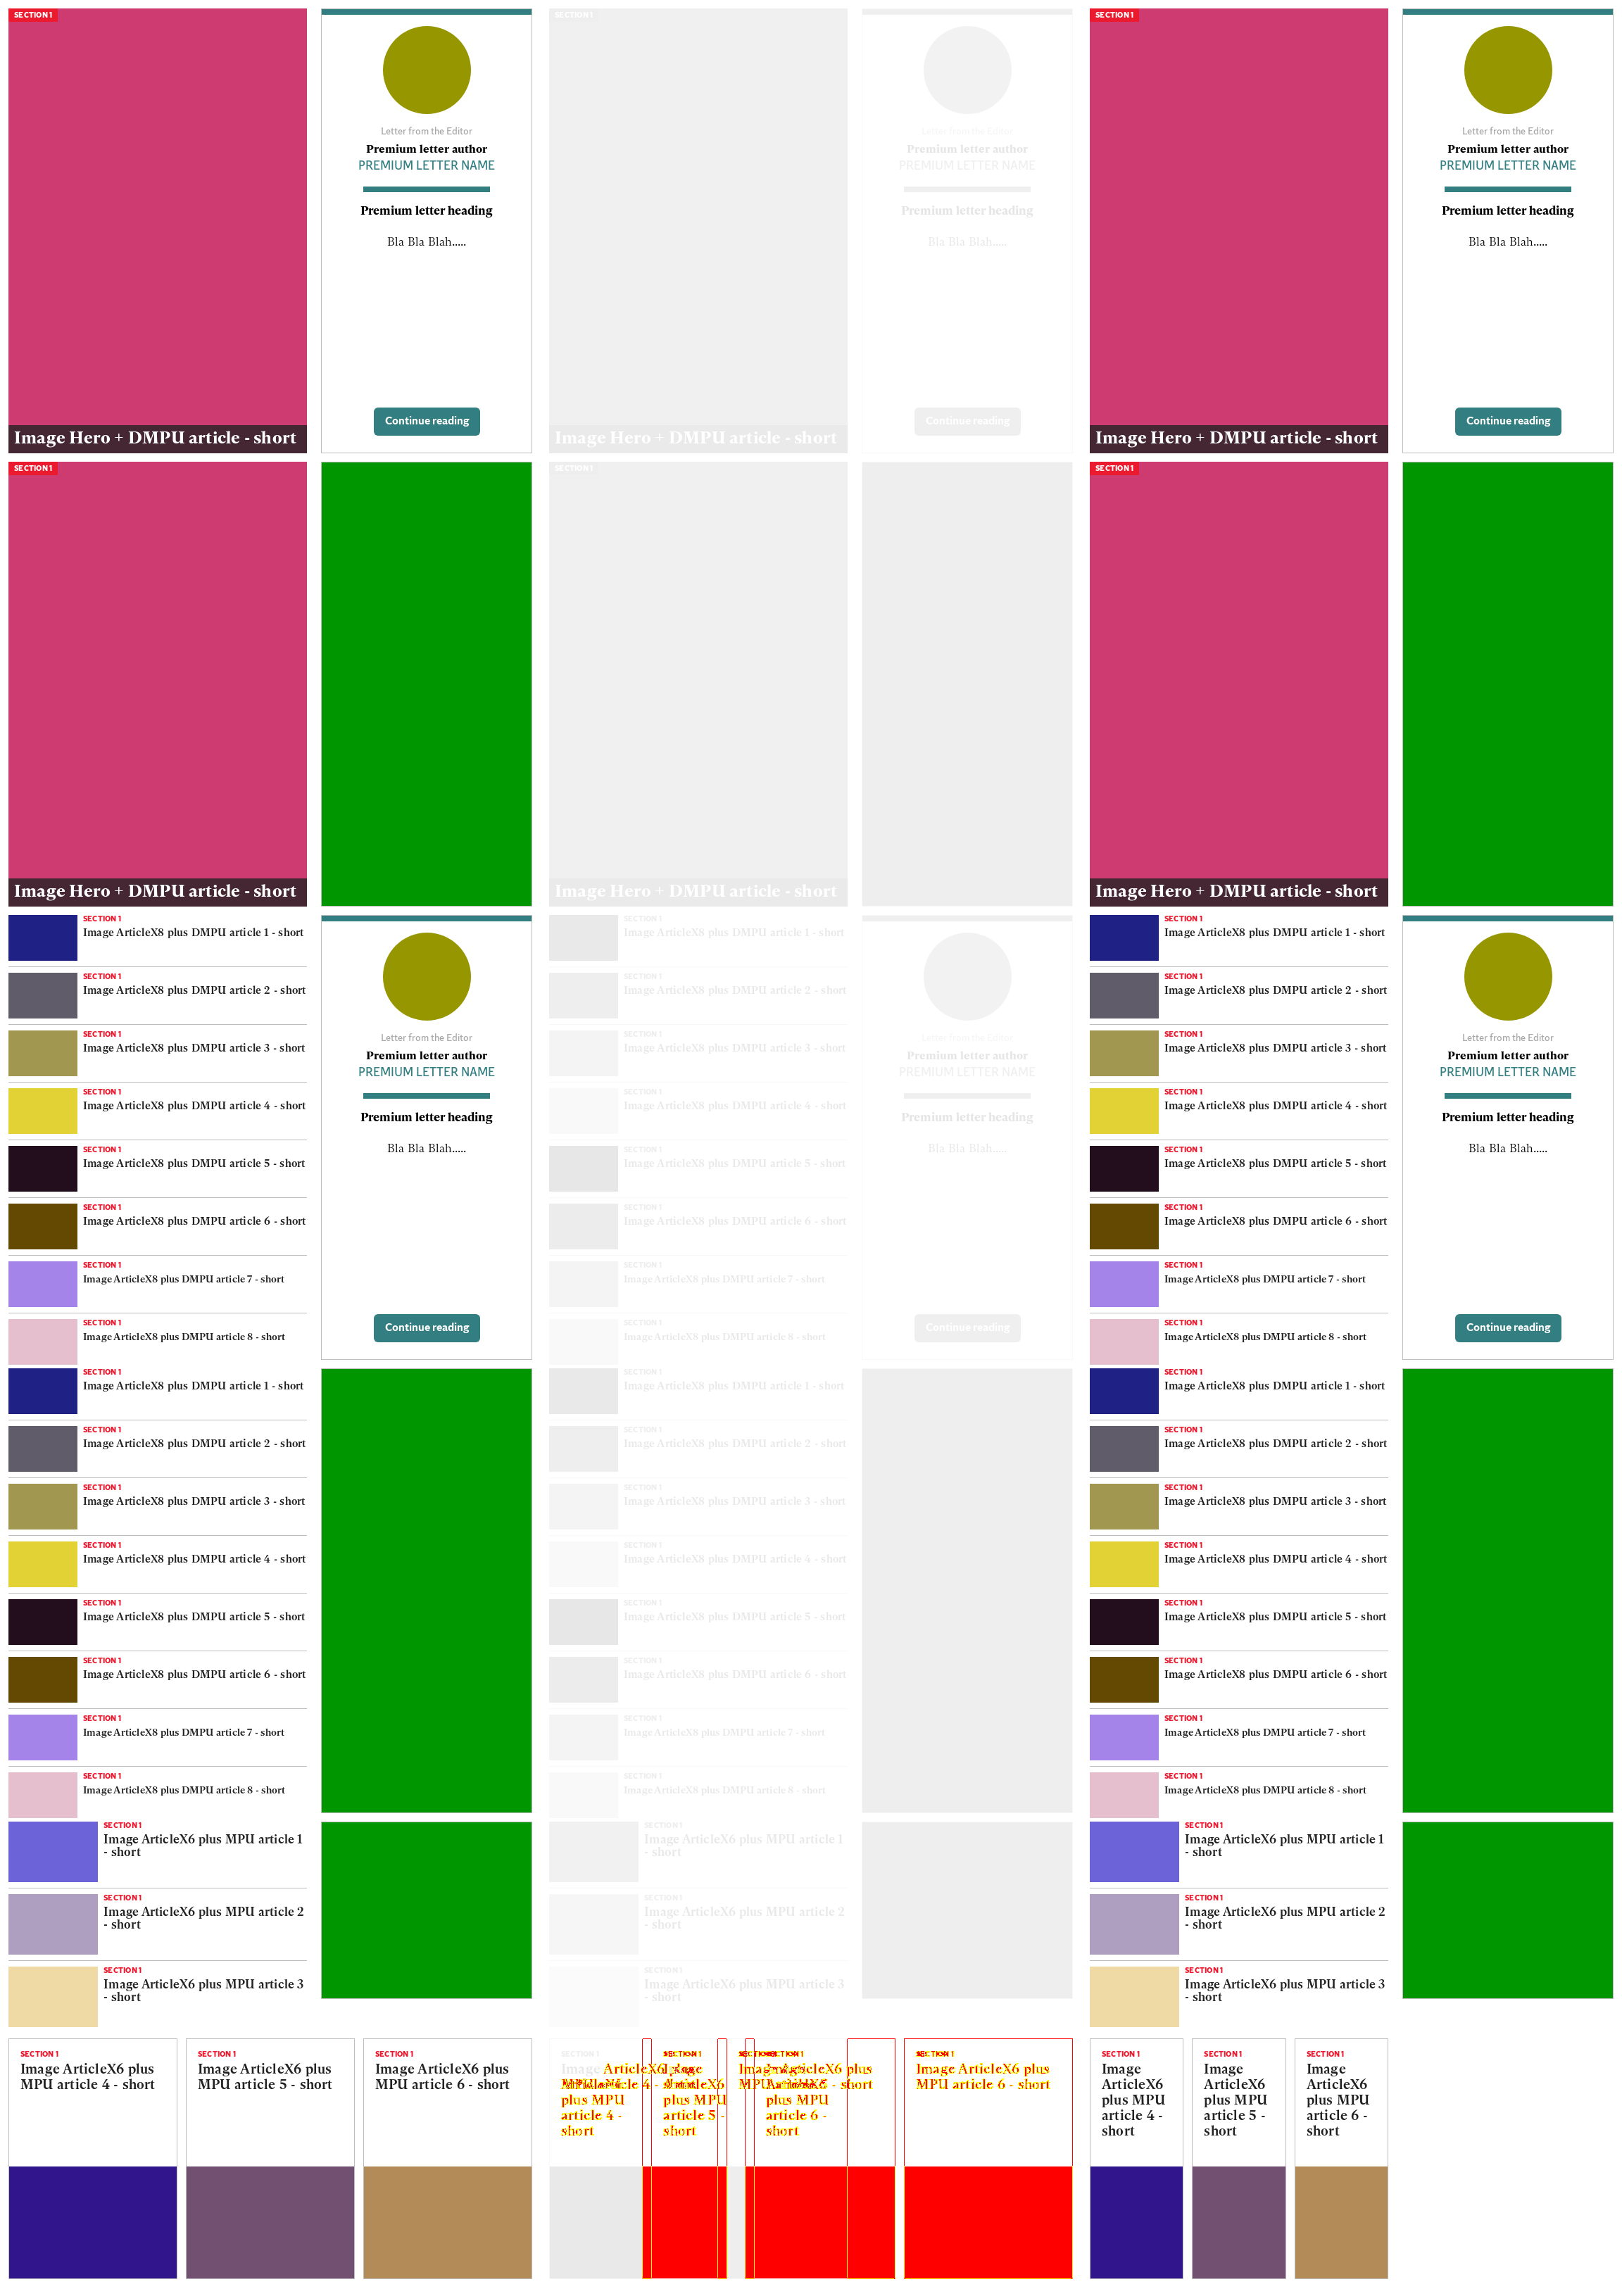 SECTION 1
Image Hero + DMPU article - short
Letter from the Editor
Premium letter author
PREMIUM LETTER NAME
Premium letter heading
Bla Bla Blah.....
Continue reading
SECTION 1
Image Hero + DMPU article - short
SECTION 1
Image ArticleX8 plus DMPU article 1 - short
SECTION 1
Image ArticleX8 plus DMPU article 2 - short
SECTION 1
Image ArticleX8 plus DMPU article 3 - short
SECTION 1
Image ArticleX8 plus DMPU article 4 - short
SECTION 1
Image ArticleX8 plus DMPU article 5 - short
SECTION 1
Image ArticleX8 plus DMPU article 6 - short
SECTION 1
Image ArticleX8 plus DMPU article 7 - short
SECTION 1
Image ArticleX8 plus DMPU article 8 - short
Letter from the Editor
Premium letter author
PREMIUM LETTER NAME
Premium letter heading
Bla Bla Blah.....
Continue reading
SECTION 1
Image ArticleX8 plus DMPU article 1 - short
SECTION 1
Image ArticleX8 plus DMPU article 2 - short
SECTION 1
Image ArticleX8 plus DMPU article 3 - short
SECTION 1
Image ArticleX8 plus DMPU article 4 - short
SECTION 1
Image ArticleX8 plus DMPU article 5 - short
SECTION 1
Image ArticleX8 plus DMPU article 6 - short
SECTION 1
Image ArticleX8 plus DMPU article 7 - short
SECTION 1
Image ArticleX8 plus DMPU article 8 - short
SECTION 1
Image ArticleX6 plus MPU article 1
- short
SECTION 1
Image ArticleX6 plus MPU article 2
- short
SECTION 1
Image ArticleX6 plus MPU article 3
- short
SECTION 1
Image ArticleX6 plus
MPU article 4 - short
SECTION 1
Image ArticleX6 plus
MPU article 5 - short
SECTION 1
Image ArticleX6 plus
MPU article 6 - short
SECTION 1
Image Hero + DMPU article - short
Letter from the Editor
Premium letter author
PREMIUM LETTER NAME
Premium letter heading
Bla Bla Blah.....
Continue reading
SECTION 1
Image Hero + DMPU article - short
SECTION 1
Image ArticleX8 plus DMPU article 1 - short
SECTION 1
Image ArticleX8 plus DMPU article 2 - short
SECTION 1
Image ArticleX8 plus DMPU article 3 - short
SECTION 1
Image ArticleX8 plus DMPU article 4 - short
SECTION 1
Image ArticleX8 plus DMPU article 5 - short
SECTION 1
Image ArticleX8 plus DMPU article 6 - short
SECTION 1
Image ArticleX8 plus DMPU article 7 - short
SECTION 1
Image ArticleX8 plus DMPU article 8 - short
Letter from the Editor
Premium letter author
PREMIUM LETTER NAME
Premium letter heading
Bla Bla Blah.....
Continue reading
SECTION 1
Image ArticleX8 plus DMPU article 1 - short
SECTION 1
Image ArticleX8 plus DMPU article 2 - short
SECTION 1
Image ArticleX8 plus DMPU article 3 - short
SECTION 1
Image ArticleX8 plus DMPU article 4 - short
SECTION 1
Image ArticleX8 plus DMPU article 5 - short
SECTION 1
Image ArticleX8 plus DMPU article 6 - short
SECTION 1
Image ArticleX8 plus DMPU article 7 - short
SECTION 1
Image ArticleX8 plus DMPU article 8 - short
SECTION 1
Image ArticleX6 plus MPU article 1
- short
SECTION 1
Image ArticleX6 plus MPU article 2
- short
SECTION 1
Image ArticleX6 plus MPU article 3
- short
SECTION 1
Image
plus MPU
article 4 -
short
plus MPU
article 5 -
short
plus MPU
article 6 -
short
Image ArticleX6 plus
MPU article 6 - short
SECTION 1
Image Hero + DMPU article - short
Letter from the Editor
Premium letter author
PREMIUM LETTER NAME
Premium letter heading
Bla Bla Blah.....
Continue reading
SECTION 1
Image Hero + DMPU article - short
SECTION 1
Image ArticleX8 plus DMPU article 1 - short
SECTION 1
Image ArticleX8 plus DMPU article 2 - short
SECTION 1
Image ArticleX8 plus DMPU article 3 - short
SECTION 1
Image ArticleX8 plus DMPU article 4 - short
SECTION 1
Image ArticleX8 plus DMPU article 5 - short
SECTION 1
Image ArticleX8 plus DMPU article 6 - short
SECTION 1
Image ArticleX8 plus DMPU article 7 - short
SECTION 1
Image ArticleX8 plus DMPU article 8 - short
Letter from the Editor
Premium letter author
PREMIUM LETTER NAME
Premium letter heading
Bla Bla Blah.....
Continue reading
SECTION 1
Image ArticleX8 plus DMPU article 1 - short
SECTION 1
Image ArticleX8 plus DMPU article 2 - short
SECTION 1
Image ArticleX8 plus DMPU article 3 - short
SECTION 1
Image ArticleX8 plus DMPU article 4 - short
SECTION 1
Image ArticleX8 plus DMPU article 5 - short
SECTION 1
Image ArticleX8 plus DMPU article 6 - short
SECTION 1
Image ArticleX8 plus DMPU article 7 - short
SECTION 1
Image ArticleX8 plus DMPU article 8 - short
SECTION 1
Image ArticleX6 plus MPU article 1
- short
SECTION 1
Image ArticleX6 plus MPU article 2
- short
SECTION 1
Image ArticleX6 plus MPU article 3
- short
SECTION 1
Image
ArticleX6
plus MPU
article 4 -
short
SECTION 1
Image
ArticleX6
plus MPU
article 5 -
short
SECTION 1
Image
ArticleX6
plus MPU
article 6 -
short